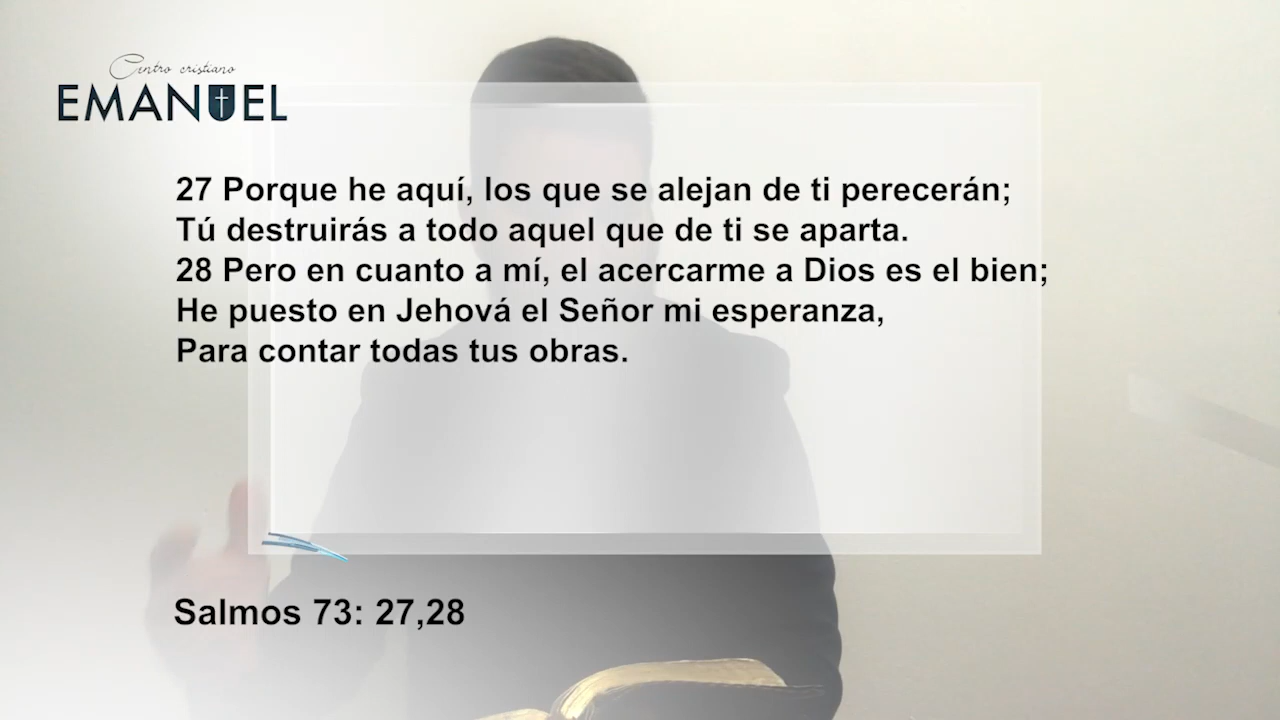 Centro cristiano
EMANUEL
27 Porque he aquí, los que se alejan de ti perecerán;
Tú destruirás a todo aquel que de ti se aparta.
28 Pero en cuanto a mí, el acercarme a Dios es el bien;
He puesto en Jehová el Señor mi esperanza,
Para contar todas tus obras.
Salmos 73: 27,28